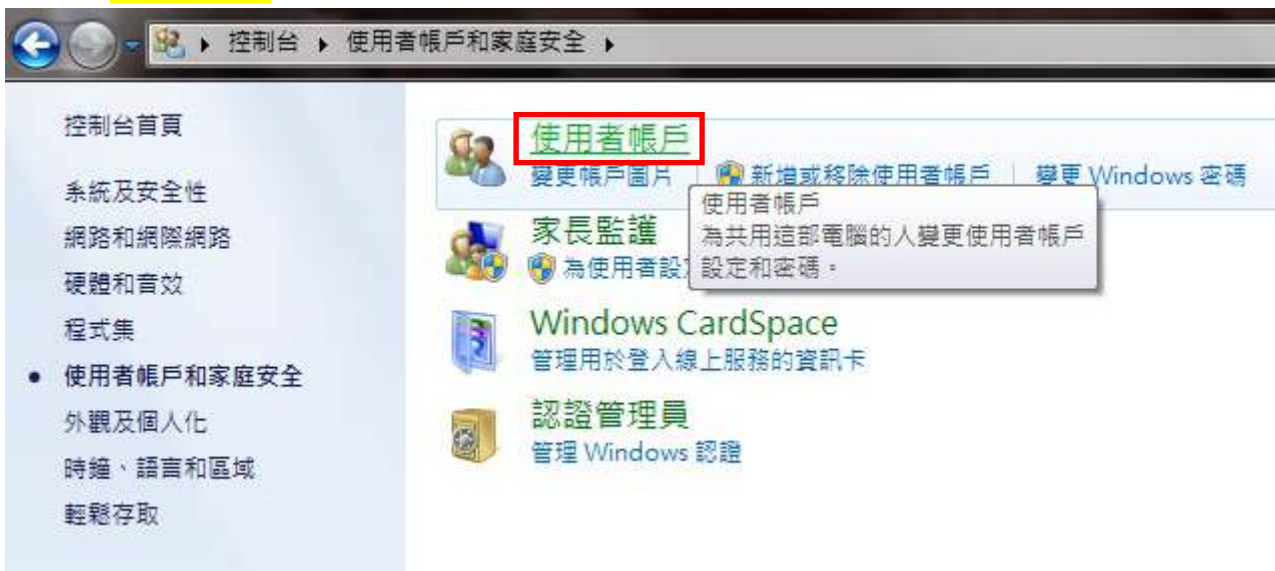 控制台 ▸ 使用者帳戶和家庭安全 ▸
控制台首頁
系統及安全性
網路和網際網路
硬體和音效
程式集
• 使用者帳戶和家庭安全
外觀及個人化
時鐘、語言和區域
輕鬆存取
使用者帳戶
變更帳戶圖片 | 新增或移除使用者帳戶 | 變更 Windows 密碼
使用者帳戶
為共用這部電腦的人變更使用者帳戶
設定和密碼。
家長監護
為使用者設
Windows CardSpace
管理用於登入線上服務的資訊卡
認證管理員
管理 Windows 認證